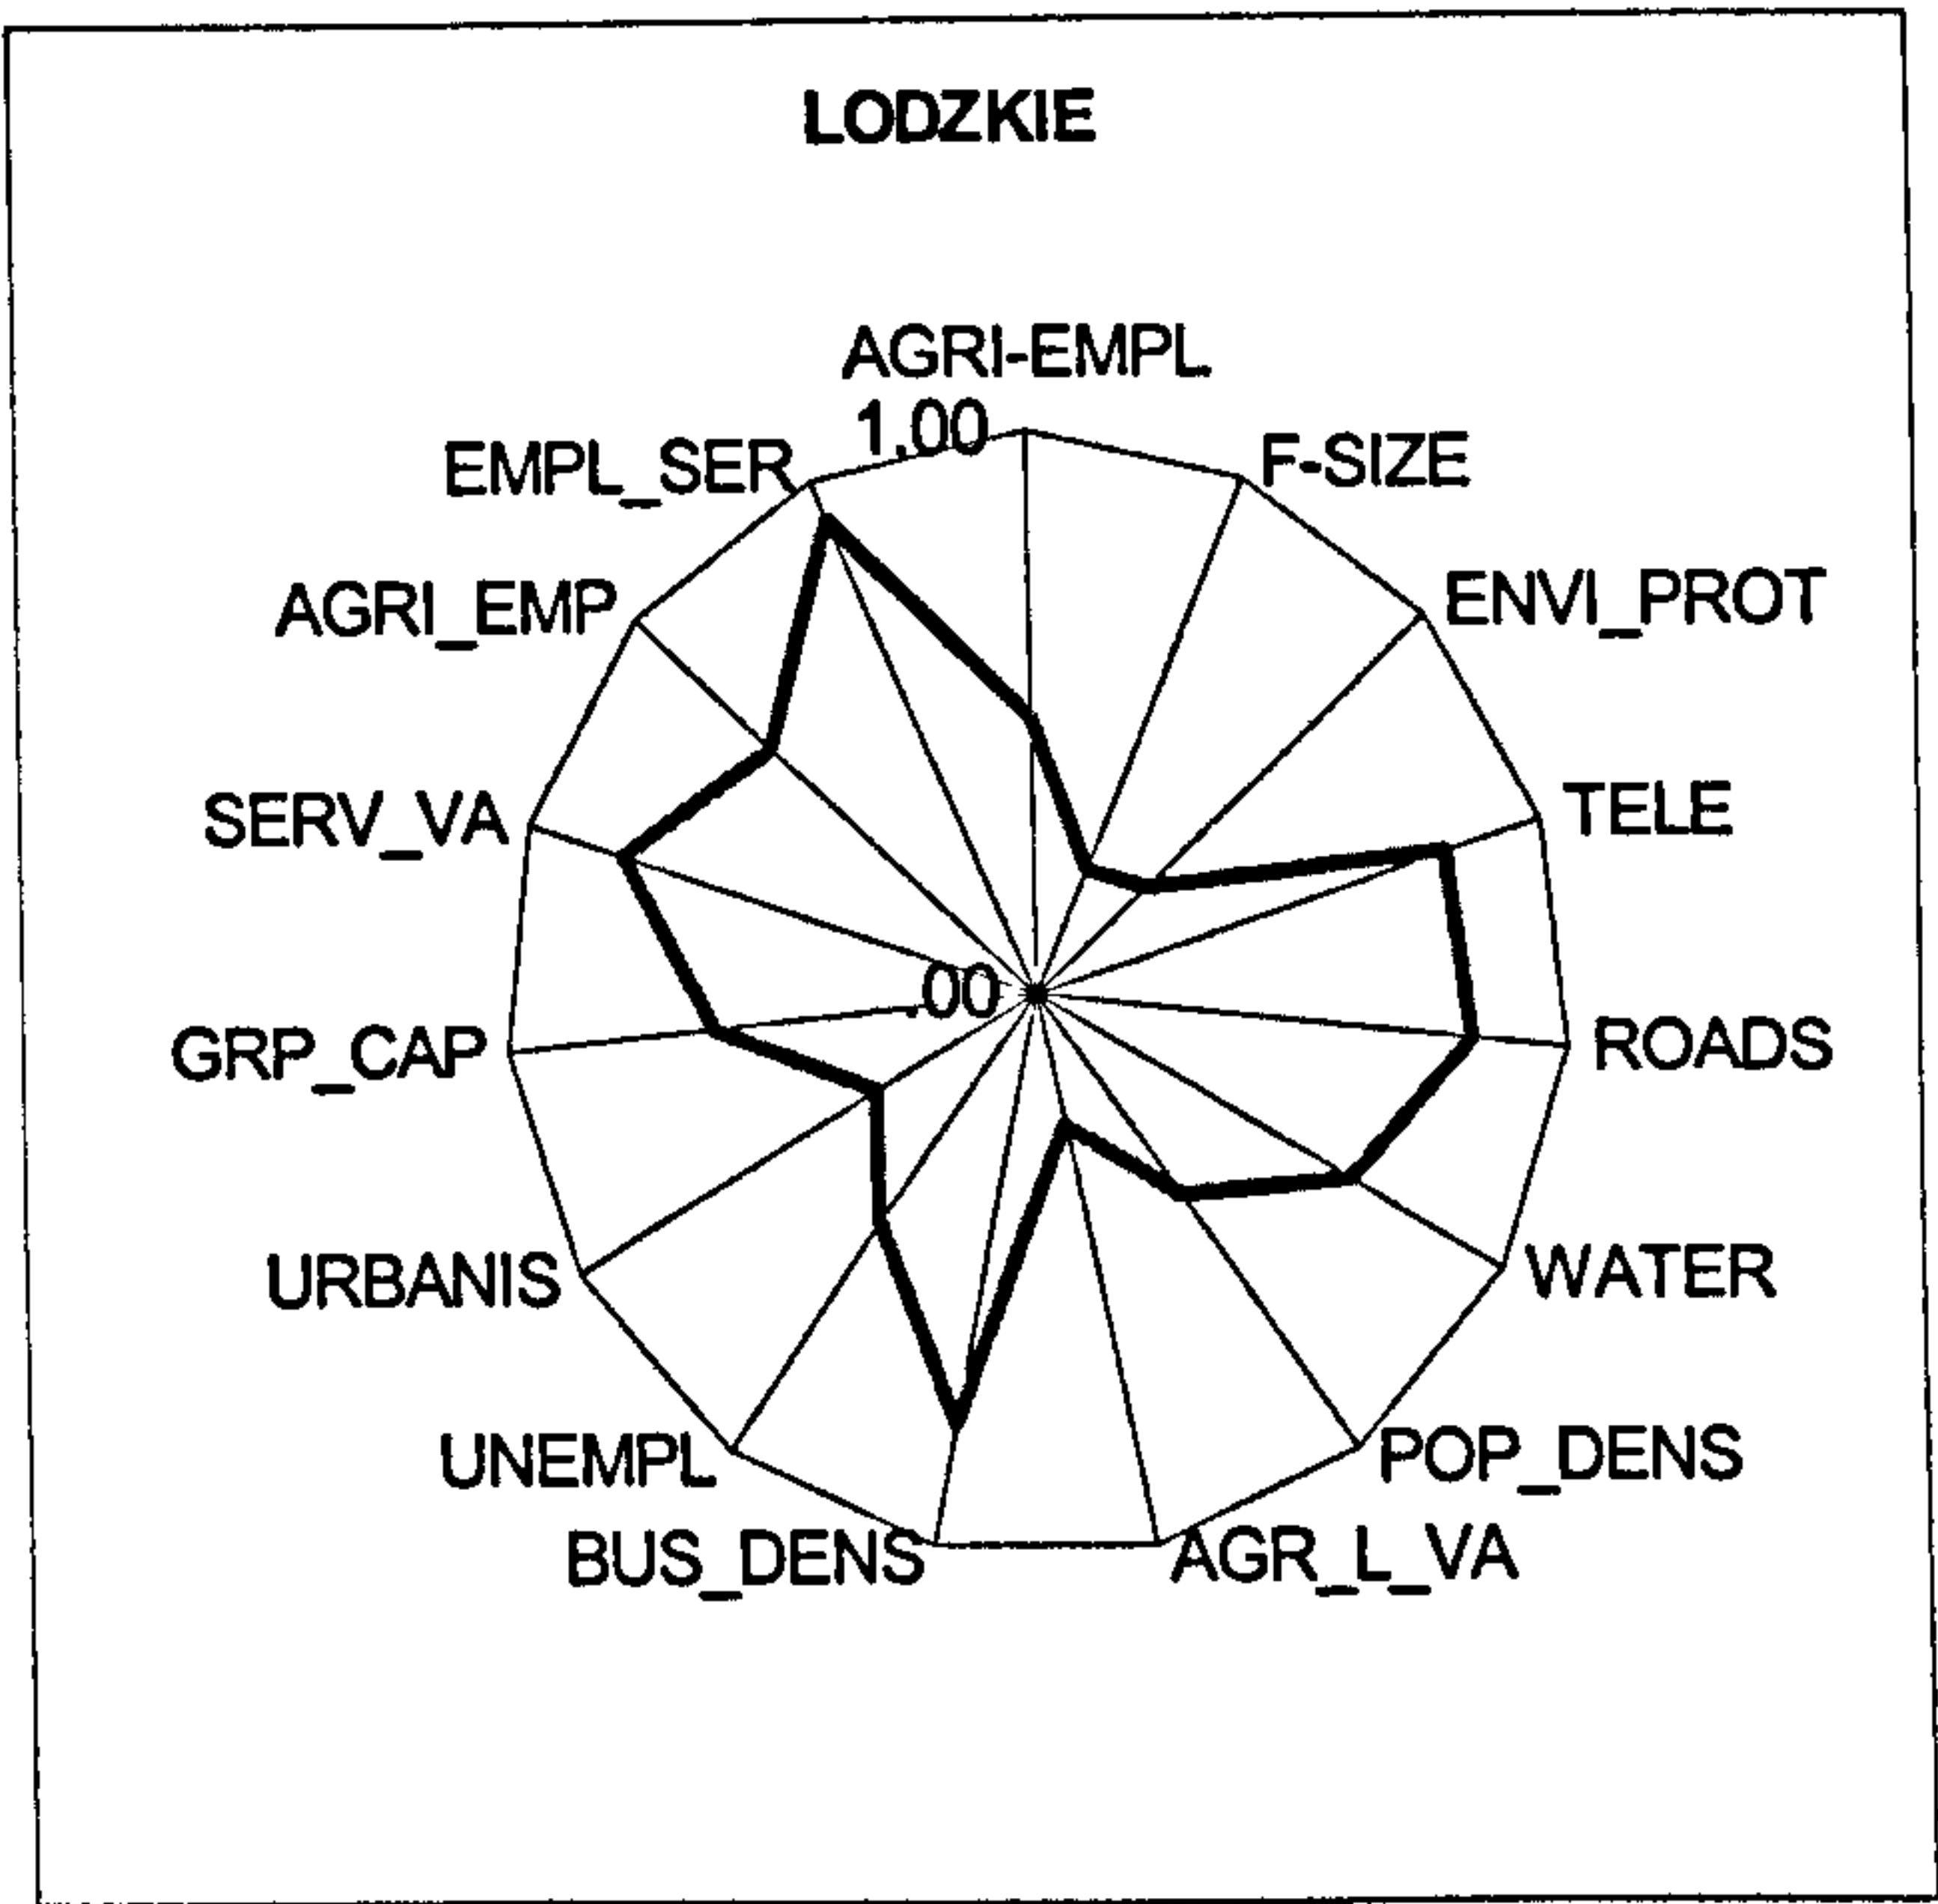 LODZKIE
AGRI-EMPL
1.00
F-SIZE
ENVI_PROT
TELE
ROADS
WATER
POP_DENS
AGR_L_VA
BUS_DENS
UNEMPL
URBANIS
GRP_CAP
SERV_VA
AGRI_EMP
EMPL_SER
.00